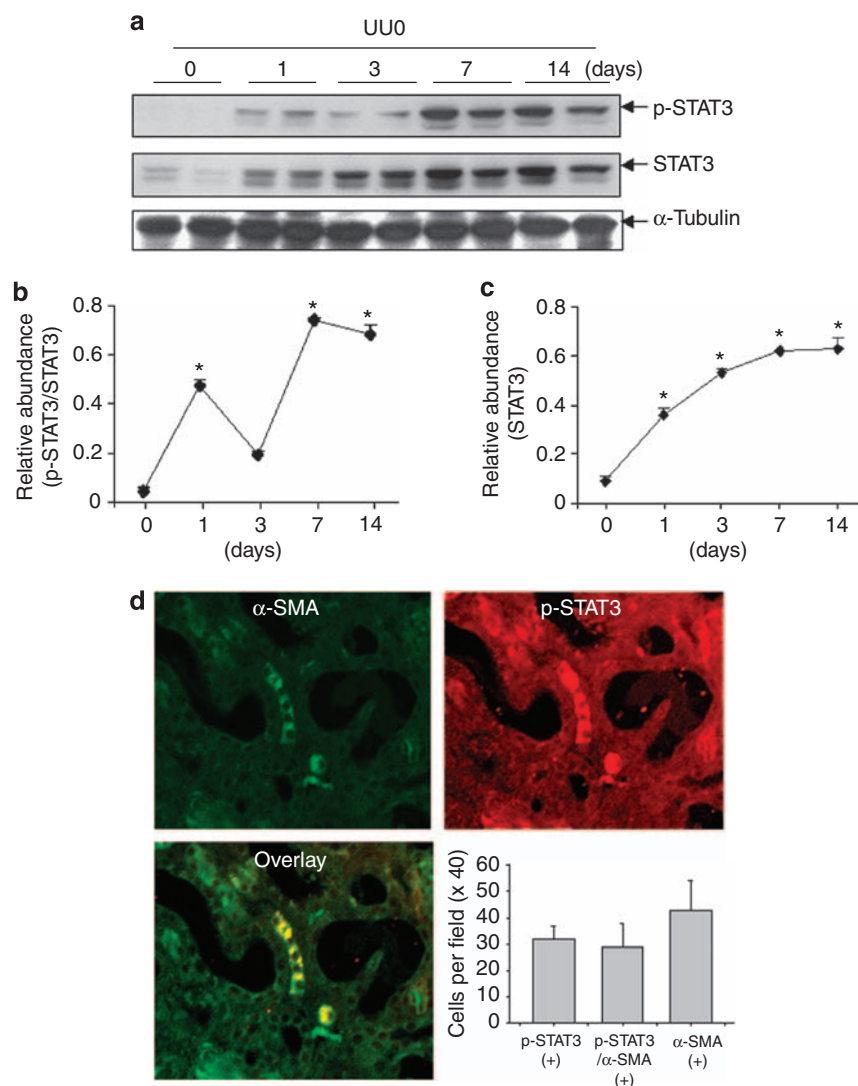 a
UU0
0 1 3 7 14 (days)
p-STAT3
STAT3
α-Tubulin
b
Relative abundance
(p-STAT3/STAT3)
0.8
0.6
0.4
0.2
0
* * *
0 1 3 7 14
(days)
c
Relative abundance
(STAT3)
0.8
0.6
0.4
0.2
0
* * * *
0 1 3 7 14
(days)
d
α-SMA
p-STAT3
Overlay
Cells per field (x 40)
60
50
40
30
20
10
0
p-STAT3
(+)
p-STAT3
/α-SMA
(+)
α-SMA
(+)